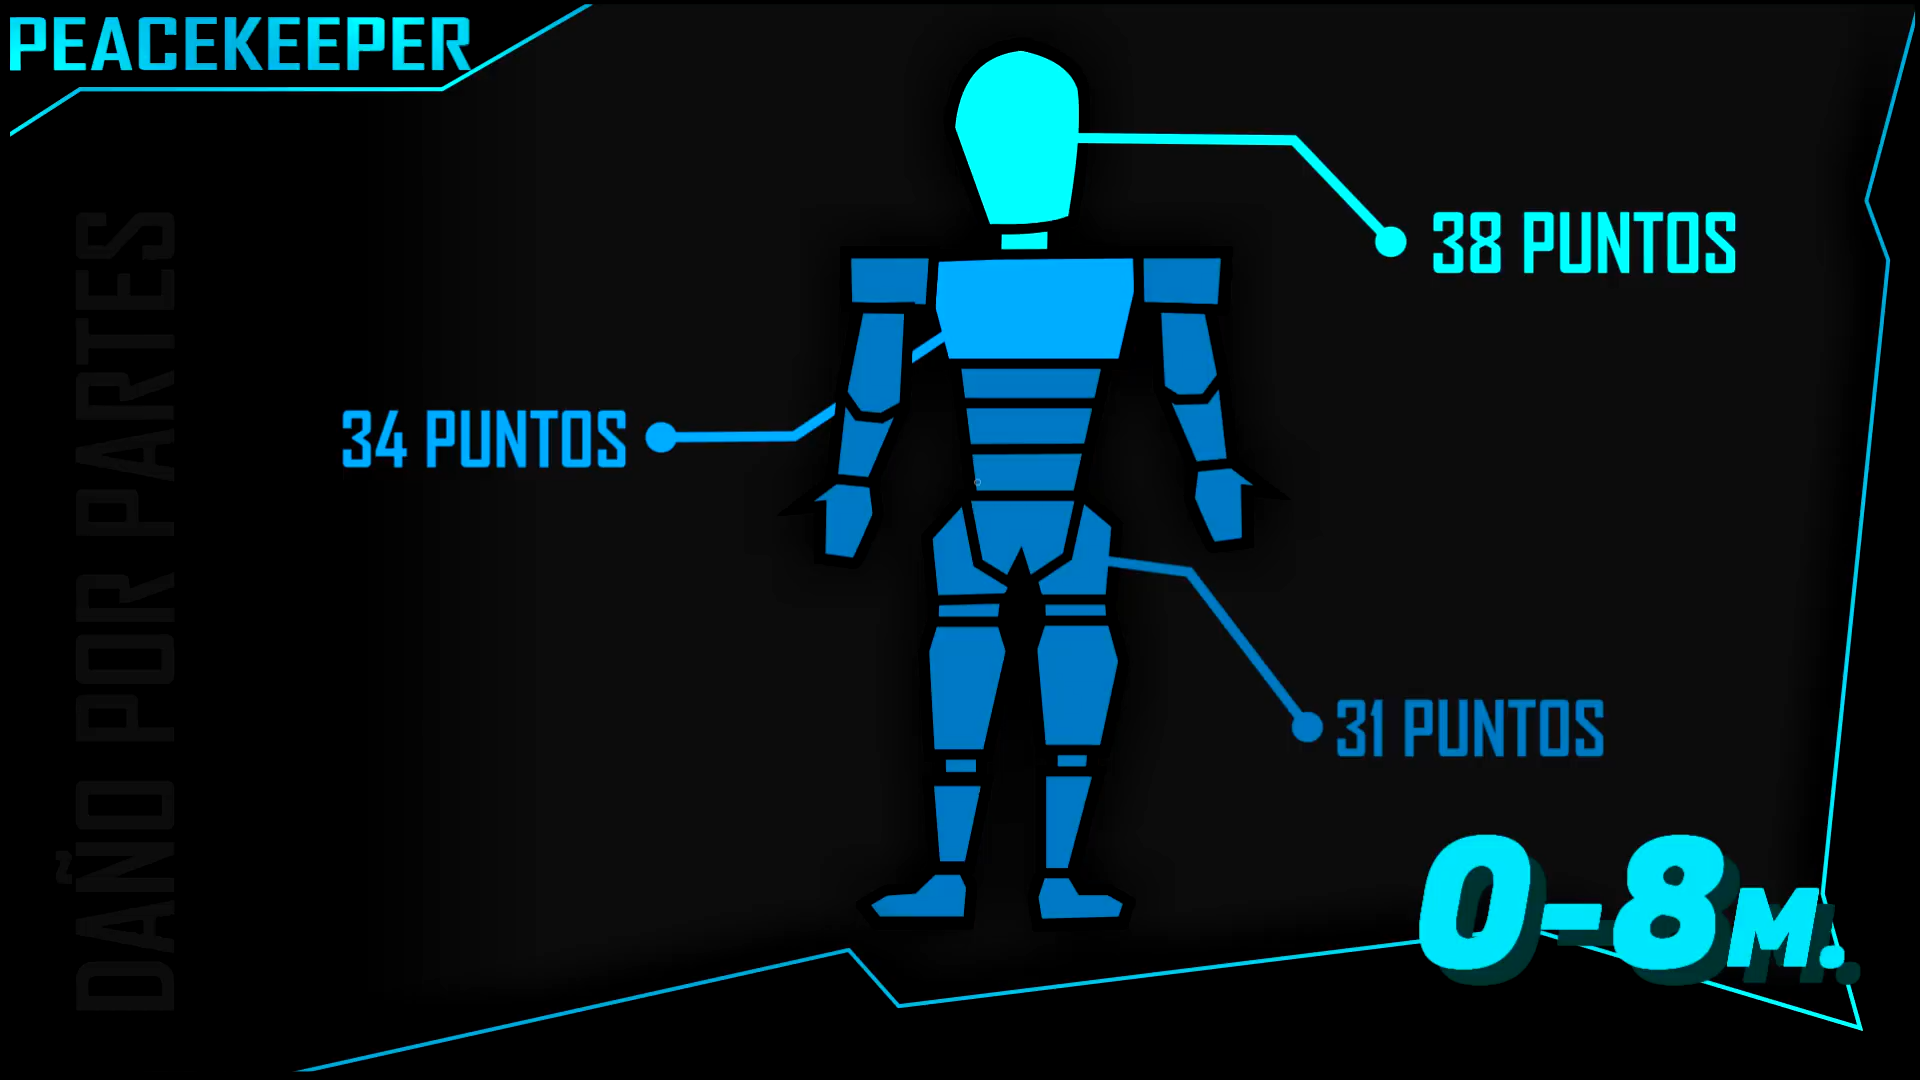 PEACEKEEPER
DAÑO POR PARTES
38 PUNTOS
34 PUNTOS
31 PUNTOS
0-8M.